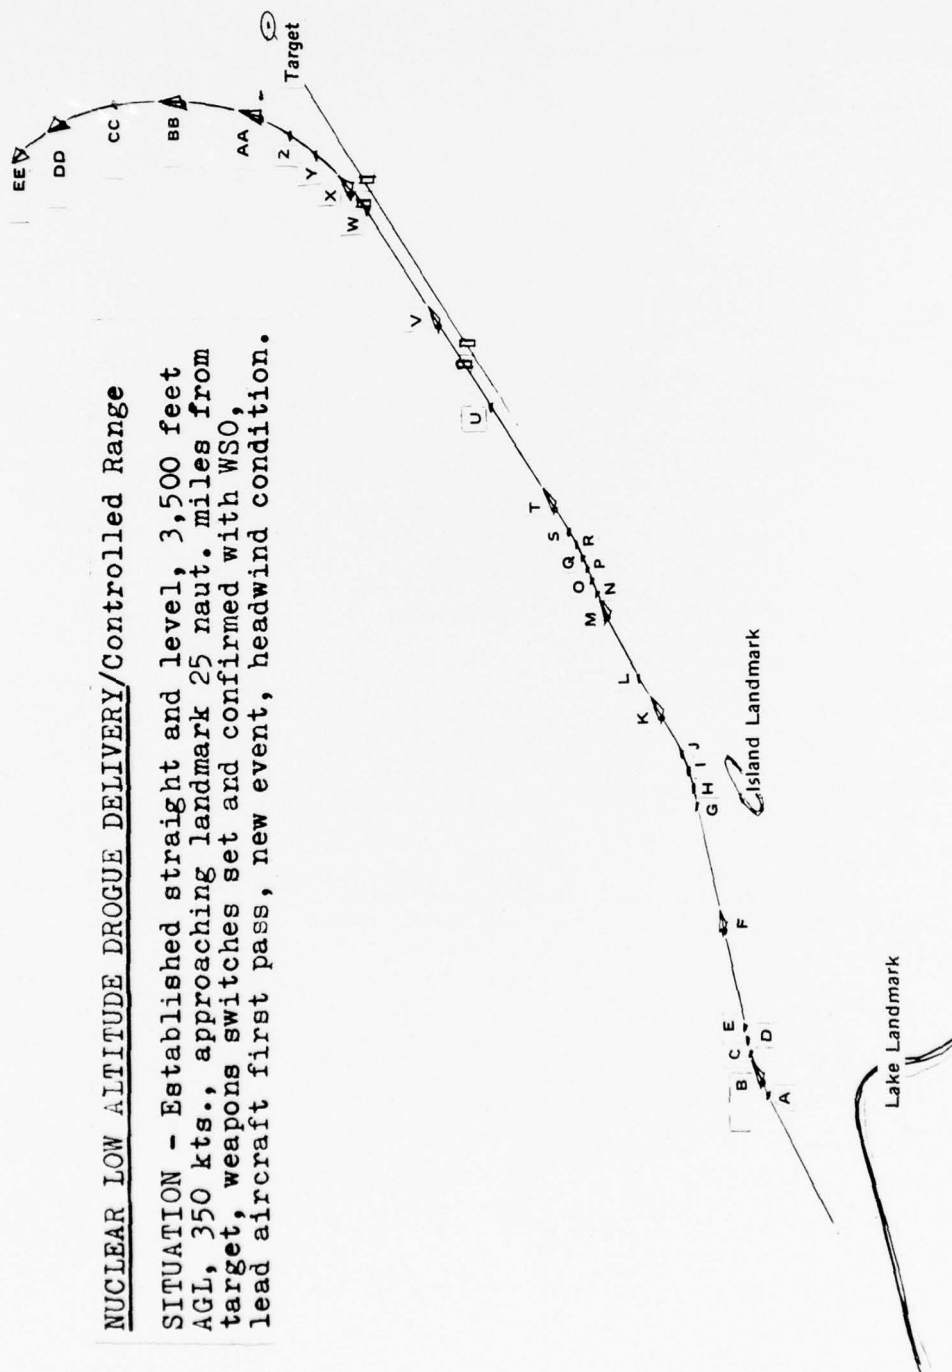 NUCLEAR LOW ALTITUDE DROGUE DELIVERY/Controlled Range
SITUATION - Established straight and level, 3,500 feet
AGL, 350 kts., approaching landmark 25 naut. miles from
target, weapons switches set and confirmed with WSO,
lead aircraft first pass, new event, headwind condition.
A
B
C
D
E
F
G
H
I
J
K
L
M
N
O
P
Q
R
S
T
U
V
W
X
Y
2
AA
BB
CC
DD
EE
Target
Island Landmark
Lake Landmark